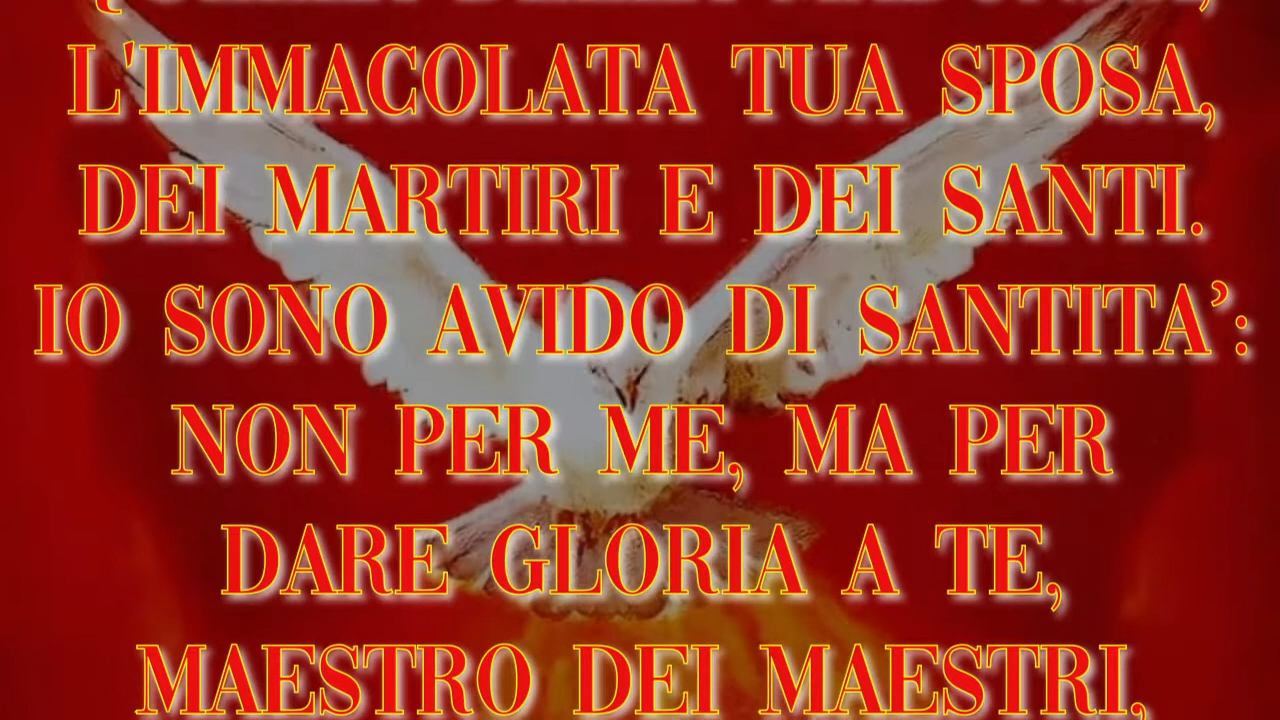 L'IMMACOLATA TUA SPOSA,
DEI MARTIRI E DEI SANTI.
IO SONO AVIDO DI SANTITA’:
NON PER ME, MA PER
DARE GLORIA A TE,
MAESTRO DEI MAESTRI,